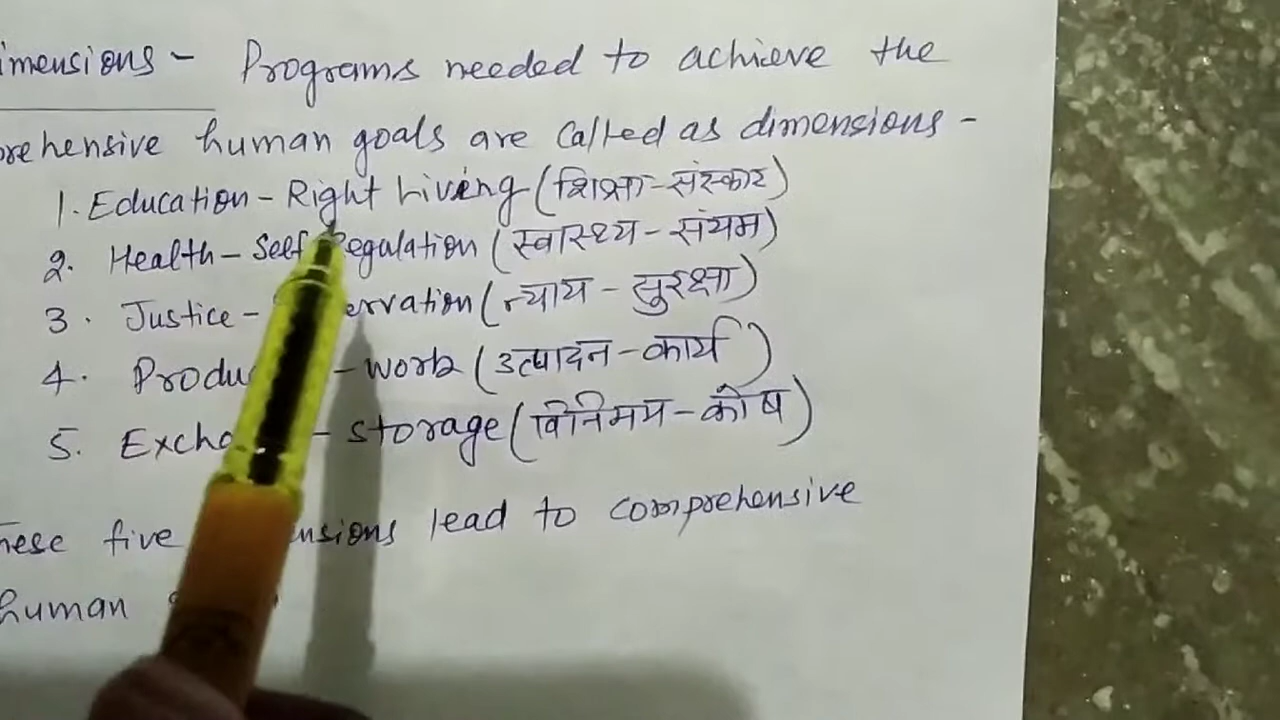 imensions - Programs needed to achieve the
rehensive human goals are called as dimensions -
1. Education - Right Living (शिक्षा - संस्कार)
2. Health - Self Regulation (स्वास्थ्य - संयम)
3. Justice - ervation (न्याय - सुरक्षा)
4. Produ - work (उत्पादन - कार्य)
5. Excha - storage (विनिमय - कोष)
hese five nsions lead to comprehensive
human